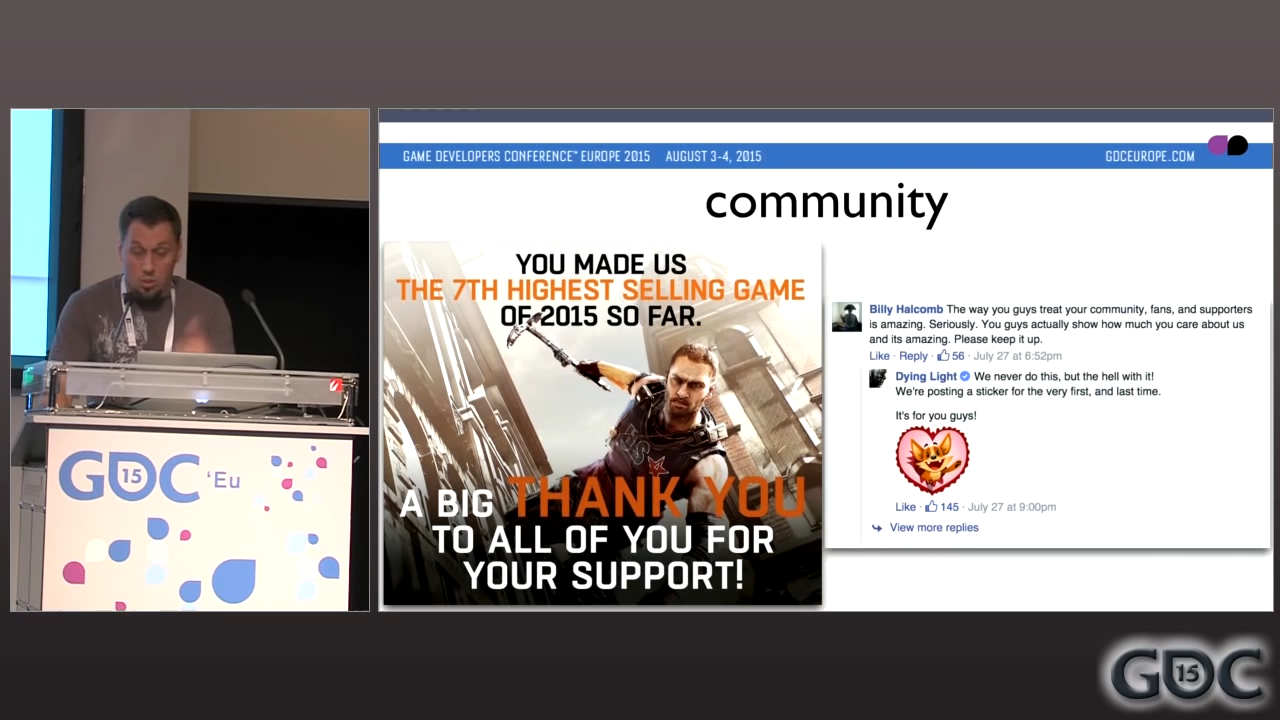 GAME DEVELOPERS CONFERENCE™ EUROPE 2015 AUGUST 3-4, 2015 GDCEUROPE.COM
community
YOU MADE US
THE 7TH HIGHEST SELLING GAME
OF 2015 SO FAR.
A BIG THANK YOU
TO ALL OF YOU FOR
YOUR SUPPORT!
Billy Halcomb The way you guys treat your community, fans, and supporters
is amazing. Seriously. You guys actually show how much you care about us
and its amazing. Please keep it up.
Like · Reply · 56 · July 27 at 6:52pm
Dying Light We never do this, but the hell with it!
We're posting a sticker for the very first, and last time.
It's for you guys!
Like · 145 · July 27 at 9:00pm
View more replies
GDC 15 'Eu
GDC 15